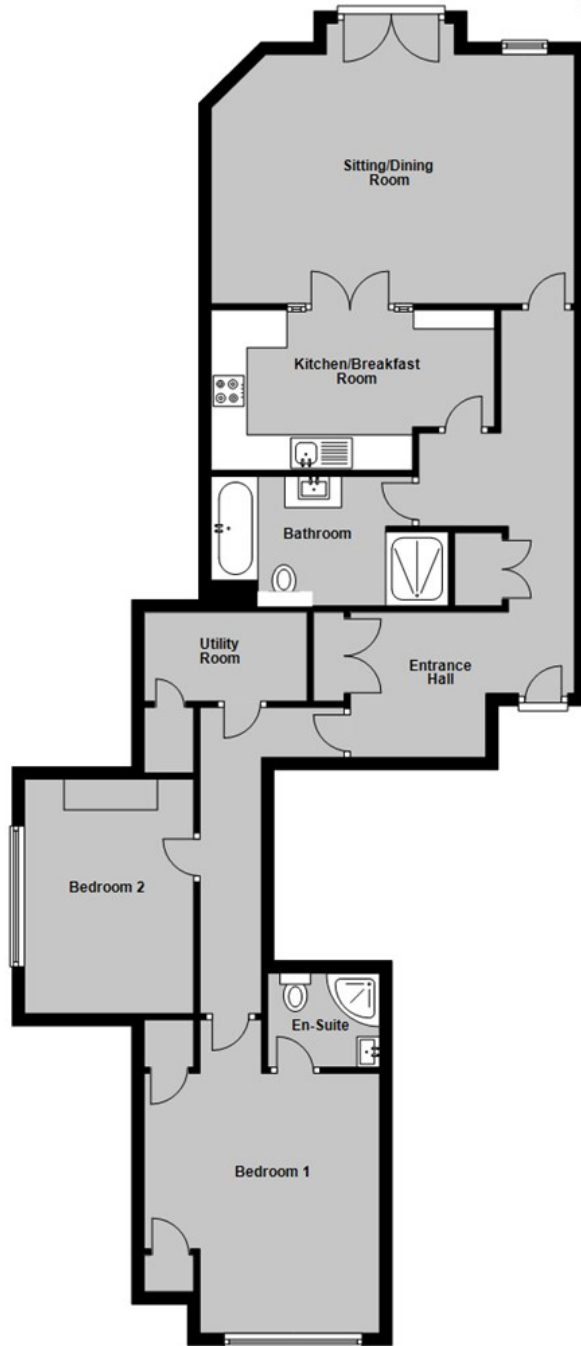 Sitting/Dining
Room
Kitchen/Breakfast
Room
Bathroom
Utility
Room
Entrance
Hall
Bedroom 2
En-Suite
Bedroom 1